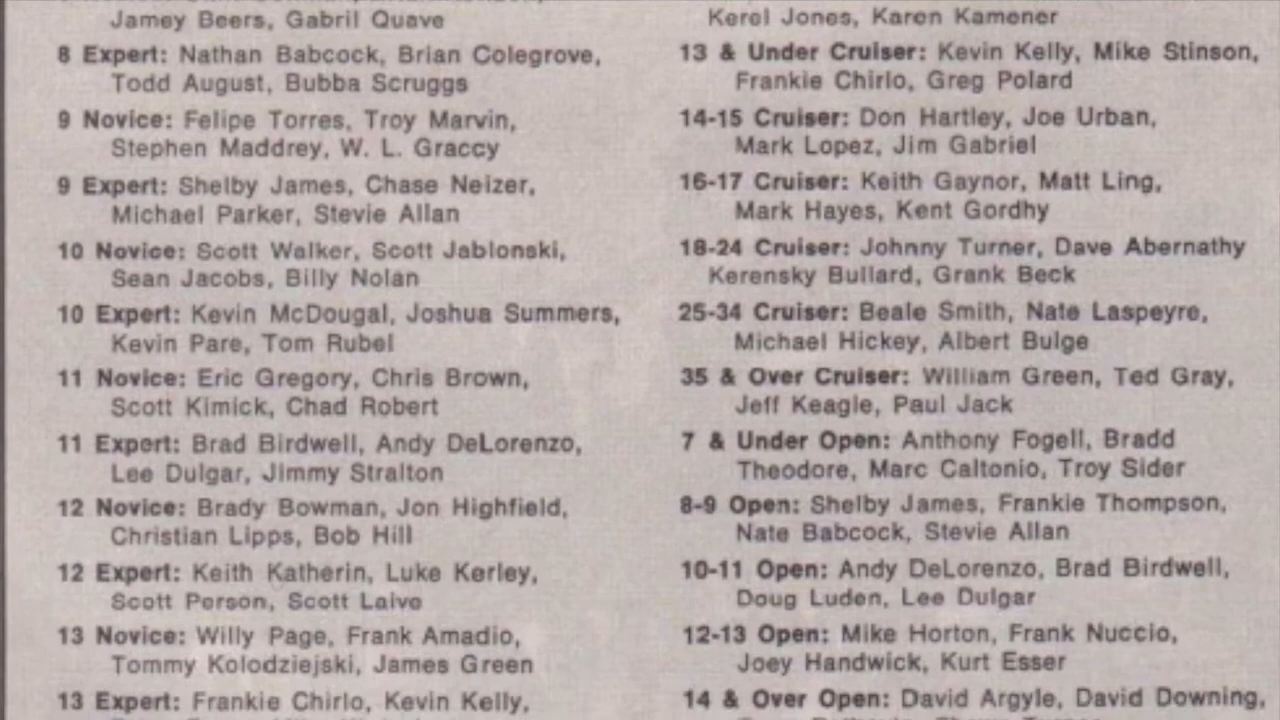 Jamey Beers, Gabril Quave
8 Expert: Nathan Babcock, Brian Colegrove,
Todd August, Bubba Scruggs
9 Novice: Felipe Torres, Troy Marvin,
Stephen Maddrey, W. L. Graccy
9 Expert: Shelby James, Chase Neizer,
Michael Parker, Stevie Allan
10 Novice: Scott Walker, Scott Jablonski,
Sean Jacobs, Billy Nolan
10 Expert: Kevin McDougal, Joshua Summers,
Kevin Pare, Tom Rubel
11 Novice: Eric Gregory, Chris Brown,
Scott Kimick, Chad Robert
11 Expert: Brad Birdwell, Andy DeLorenzo,
Lee Dulgar, Jimmy Stralton
12 Novice: Brady Bowman, Jon Highfield,
Christian Lipps, Bob Hill
12 Expert: Keith Katherin, Luke Kerley,
Scott Person, Scott Laive
13 Novice: Willy Page, Frank Amadio,
Tommy Kolodziejski, James Green
13 Expert: Frankie Chirlo, Kevin Kelly,
Kerel Jones, Karen Kamener
13 & Under Cruiser: Kevin Kelly, Mike Stinson,
Frankie Chirlo, Greg Polard
14-15 Cruiser: Don Hartley, Joe Urban,
Mark Lopez, Jim Gabriel
16-17 Cruiser: Keith Gaynor, Matt Ling,
Mark Hayes, Kent Gordhy
18-24 Cruiser: Johnny Turner, Dave Abernathy
Kerensky Bullard, Grank Beck
25-34 Cruiser: Beale Smith, Nate Laspeyre,
Michael Hickey, Albert Bulge
35 & Over Cruiser: William Green, Ted Gray,
Jeff Keagle, Paul Jack
7 & Under Open: Anthony Fogell, Bradd
Theodore, Marc Caltonio, Troy Sider
8-9 Open: Shelby James, Frankie Thompson,
Nate Babcock, Stevie Allan
10-11 Open: Andy DeLorenzo, Brad Birdwell,
Doug Luden, Lee Dulgar
12-13 Open: Mike Horton, Frank Nuccio,
Joey Handwick, Kurt Esser
14 & Over Open: David Argyle, David Downing,